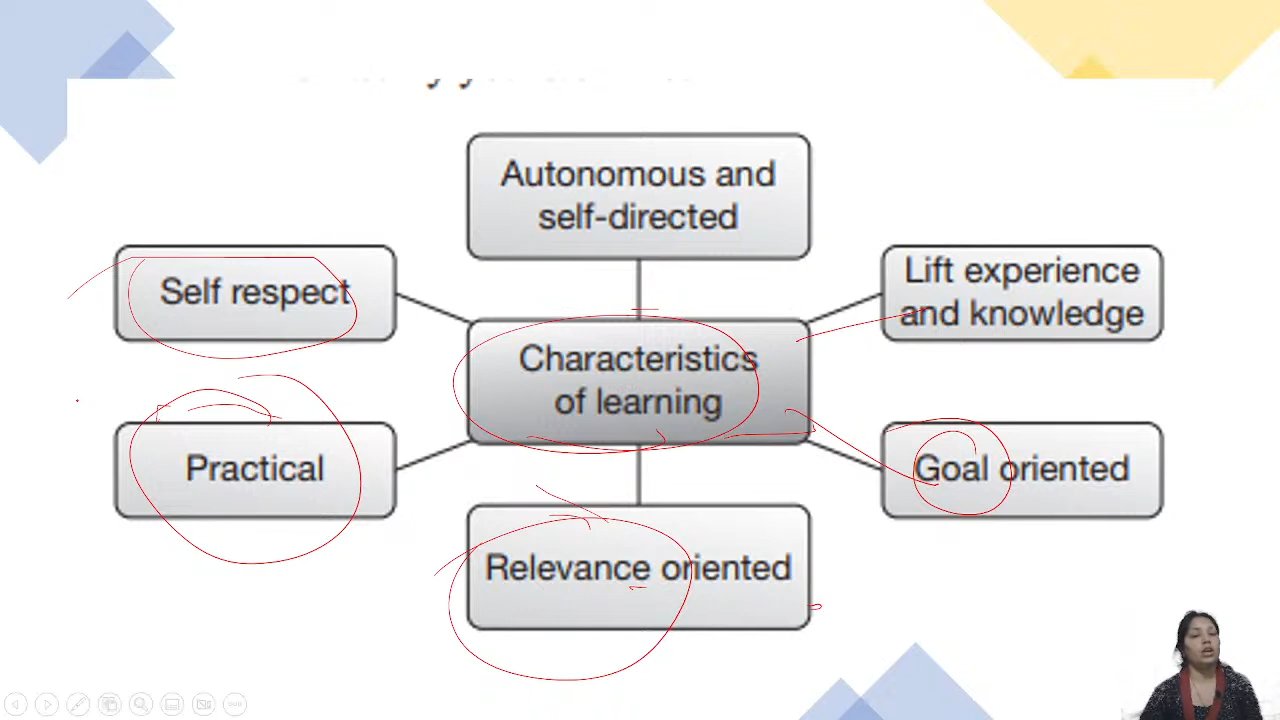 Autonomous and
self-directed
Self respect
Lift experience
and knowledge
Characteristics
of learning
Practical
Goal oriented
Relevance oriented